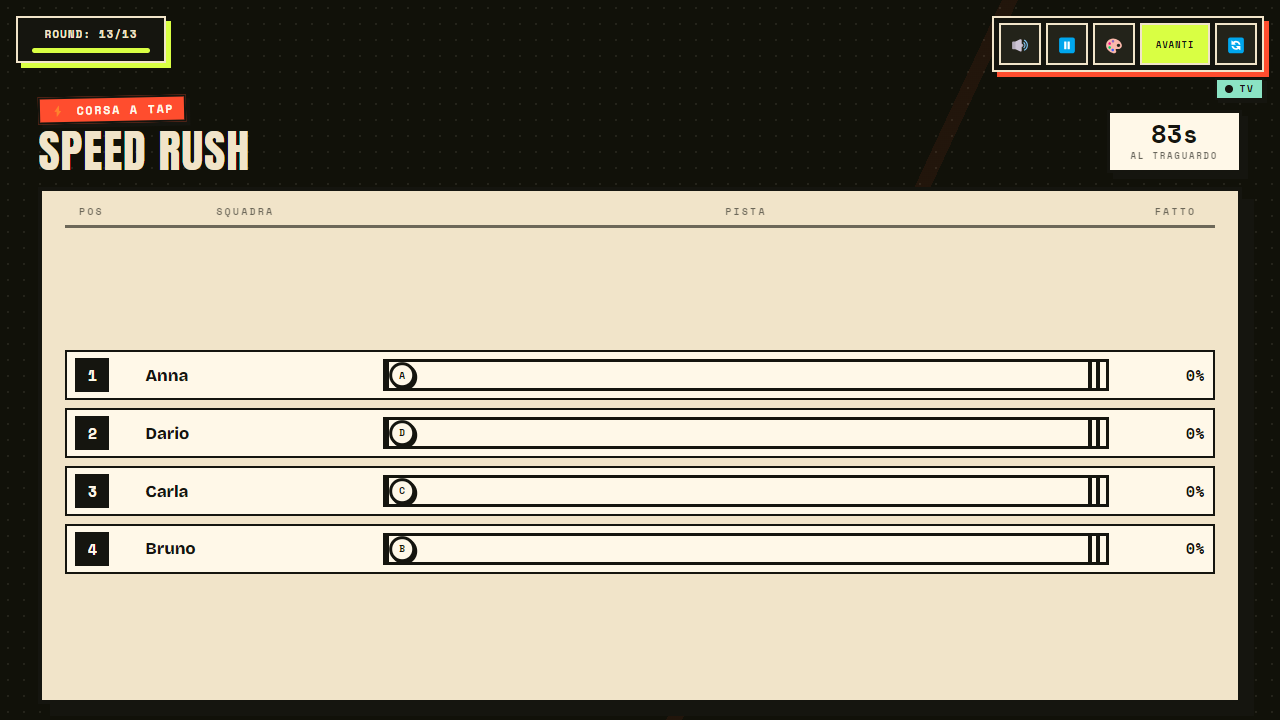 ROUND: 13/13
AVANTI
TV
CORSA A TAP
SPEED RUSH
83s
AL TRAGUARDO
POS SQUADRA PISTA FATTO
1 Anna A 0%
2 Dario D 0%
3 Carla C 0%
4 Bruno B 0%